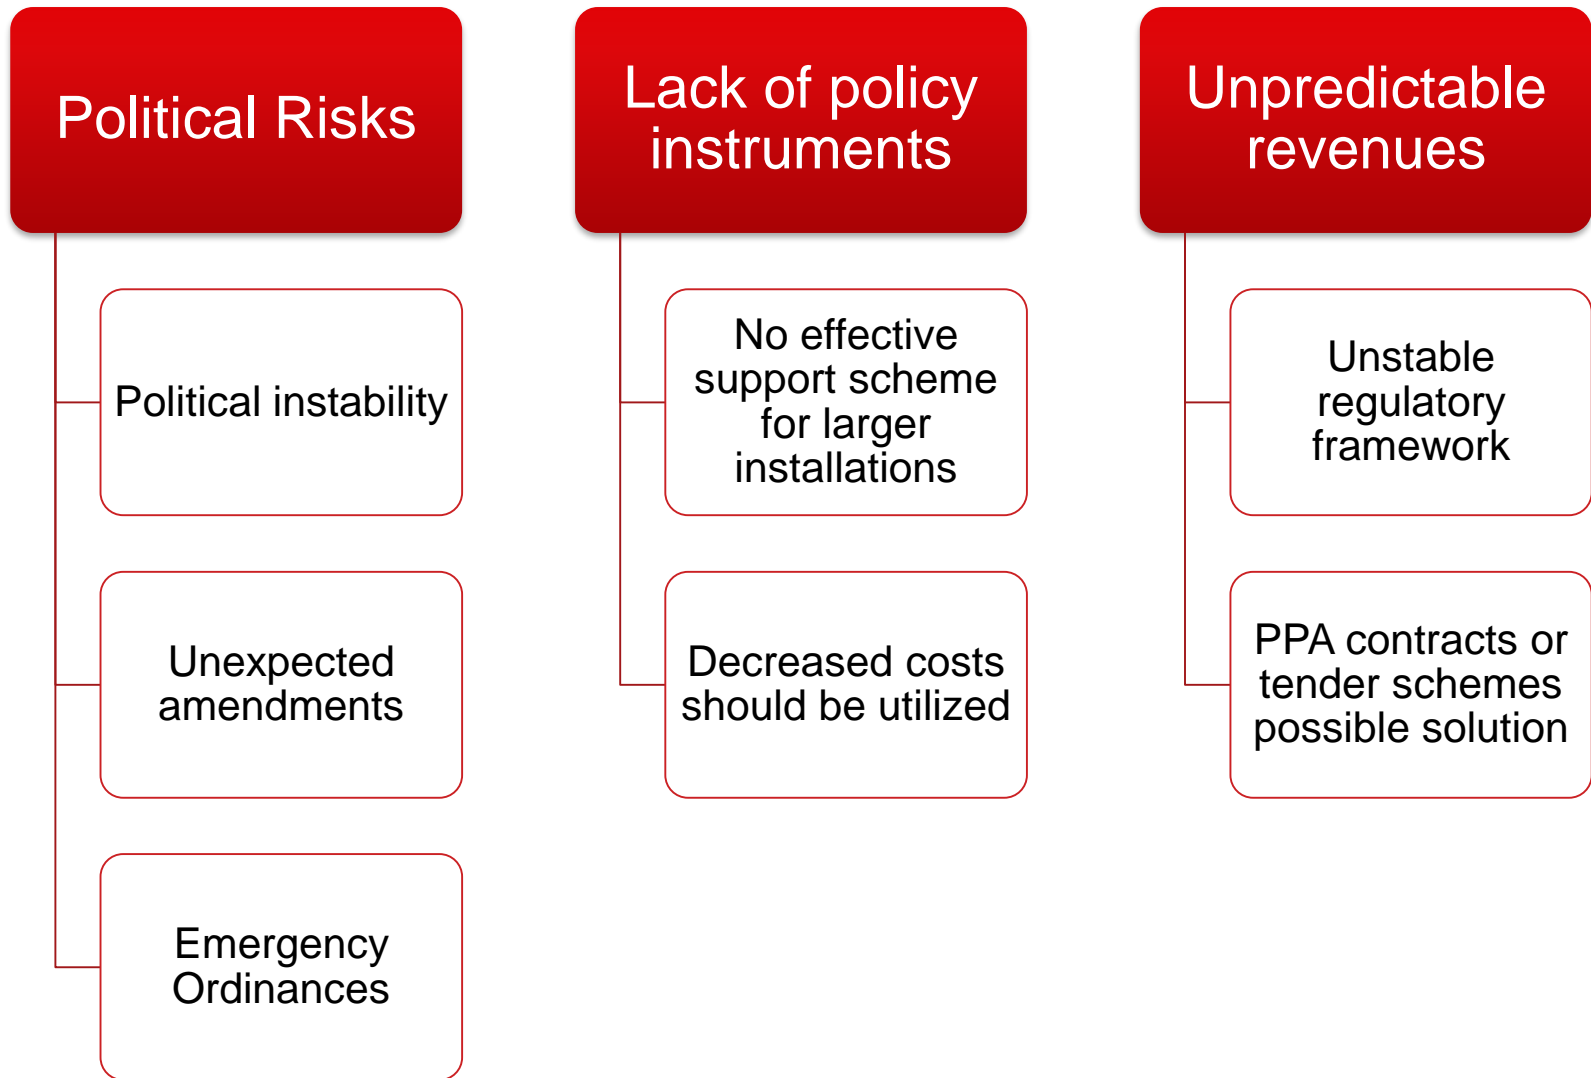 Political Risks
Political instability
Unexpected
amendments
Emergency
Ordinances
Lack of policy
instruments
No effective
support scheme
for larger
installations
Decreased costs
should be utilized
Unpredictable
revenues
Unstable
regulatory
framework
PPA contracts or
tender schemes
possible solution